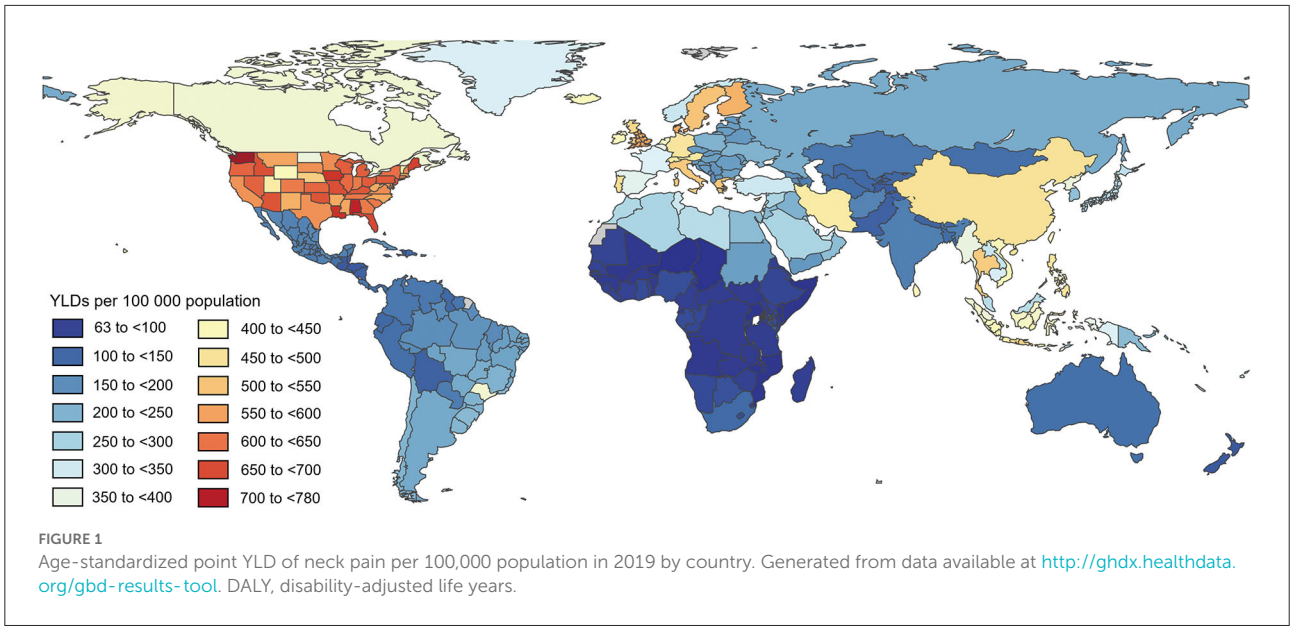 YLDs per 100 000 population
63 to <100
100 to <150
150 to <200
200 to <250
250 to <300
300 to <350
350 to <400
400 to <450
450 to <500
500 to <550
550 to <600
600 to <650
650 to <700
700 to <780
FIGURE 1
Age-standardized point YLD of neck pain per 100,000 population in 2019 by country. Generated from data available at http://ghdx.healthdata.
org/gbd-results-tool. DALY, disability-adjusted life years.